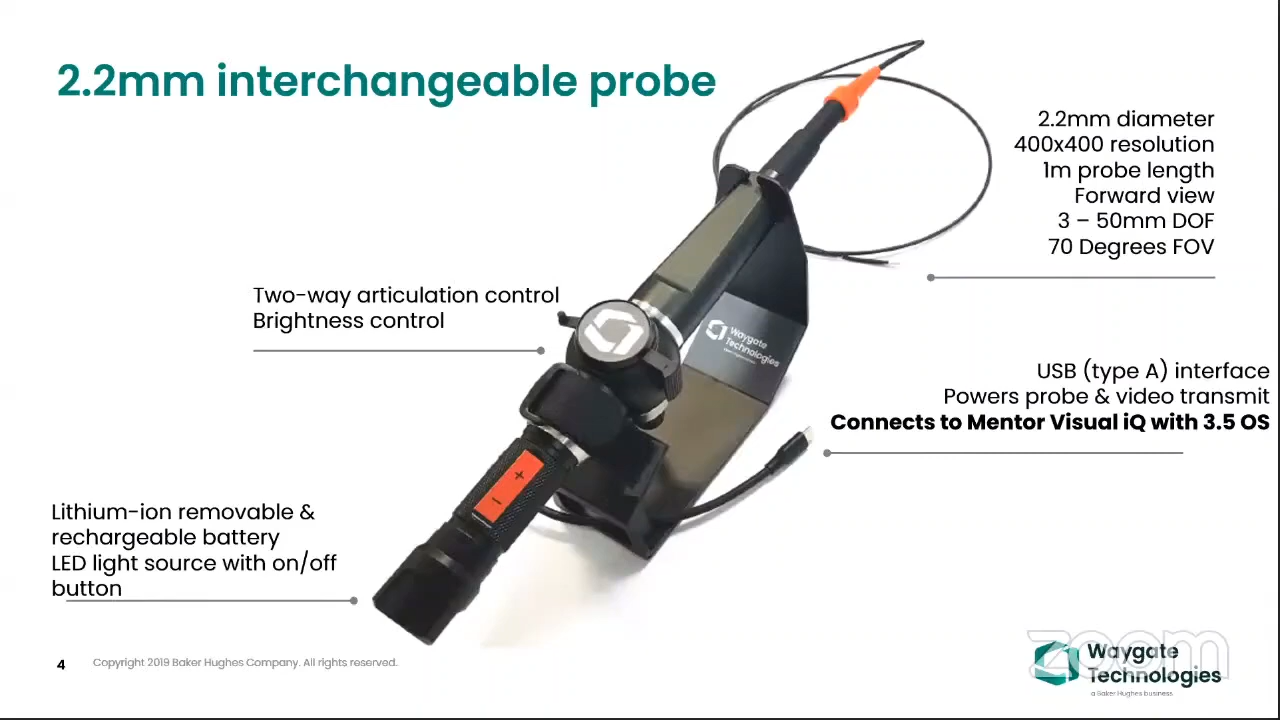 2.2mm interchangeable probe
2.2mm diameter
400x400 resolution
1m probe length
Forward view
3 – 50mm DOF
70 Degrees FOV
Two-way articulation control
Brightness control
Waygate
Technologies
USB (type A) interface
Powers probe & video transmit
Connects to Mentor Visual iQ with 3.5 OS
+
-
Lithium-ion removable &
rechargeable battery
LED light source with on/off
button
4
Copyright 2019 Baker Hughes Company. All rights reserved.
zoom
Waygate
Technologies
a Baker Hughes business